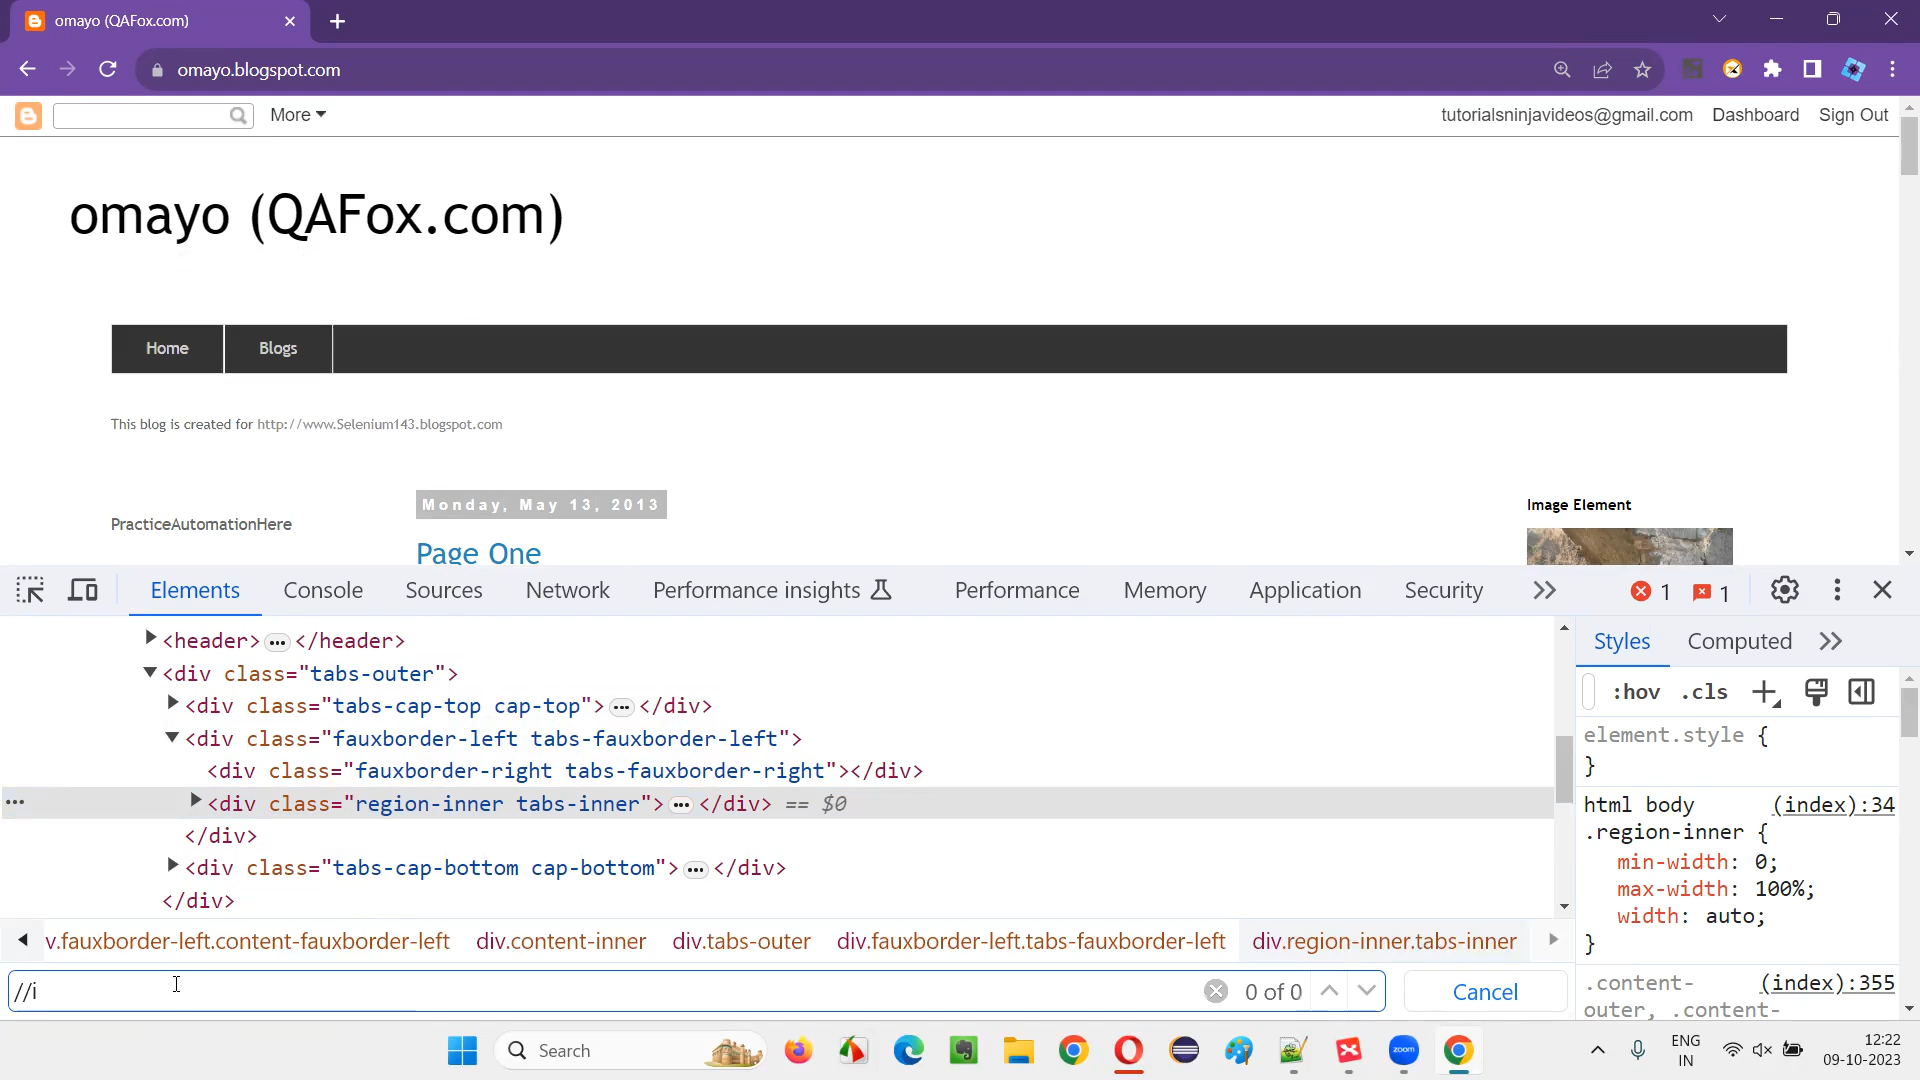 omayo (QAFox.com)
omayo.blogspot.com
More
tutorialsninjavideos@gmail.com Dashboard Sign Out
omayo (QAFox.com)
Home Blogs
This blog is created for http://www.Selenium143.blogspot.com
Monday, May 13, 2013
Image Element
PracticeAutomationHere
Page One
Elements Console Sources Network Performance insights Performance Memory Application Security 1 1
<header> ... </header>
<div class="tabs-outer">
<div class="tabs-cap-top cap-top"> ... </div>
<div class="fauxborder-left tabs-fauxborder-left">
<div class="fauxborder-right tabs-fauxborder-right"></div>
... <div class="region-inner tabs-inner"> ... </div> == $0
</div>
<div class="tabs-cap-bottom cap-bottom"> ... </div>
</div>
Styles Computed
:hov .cls
element.style {
}
html body (index):34
.region-inner {
min-width: 0;
max-width: 100%;
width: auto;
}
.content- (index):355
outer, .content-
v.fauxborder-left.content-fauxborder-left div.content-inner div.tabs-outer div.fauxborder-left.tabs-fauxborder-left div.region-inner.tabs-inner
//i 0 of 0 Cancel
Search
zoom
ENG
IN
12:22
09-10-2023